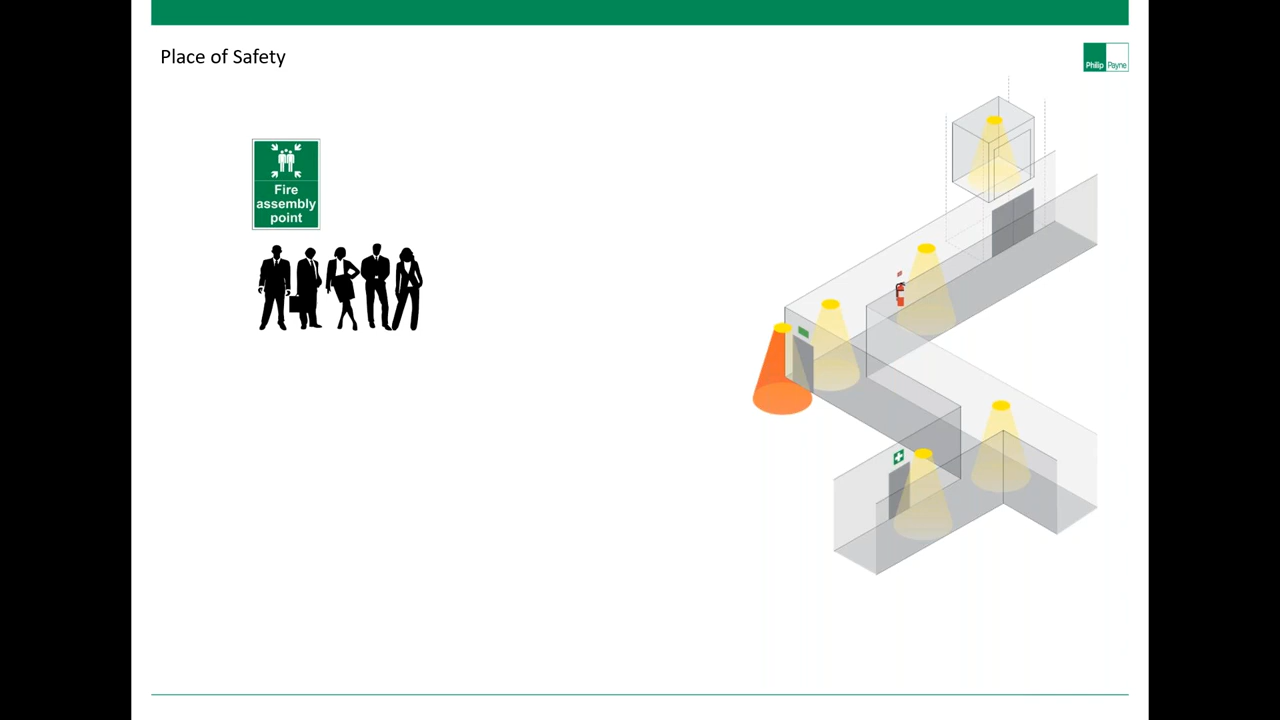 Place of Safety
Philip Payne
Fire
assembly
point